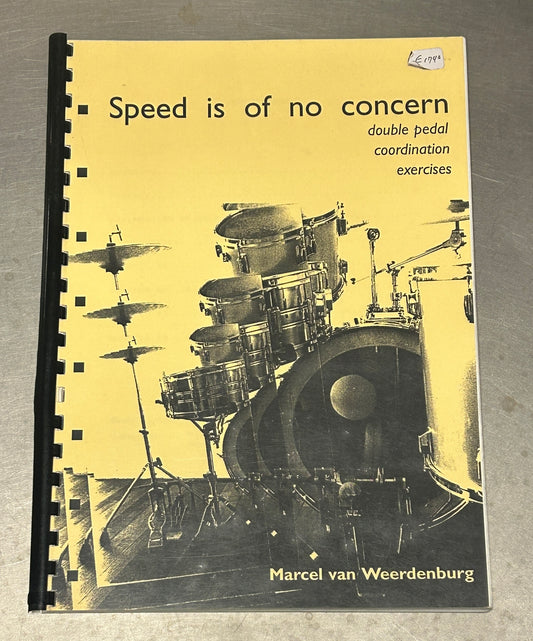 Speed is of no concern
double pedal
coordination
exercises
Marcel van Weerdenburg